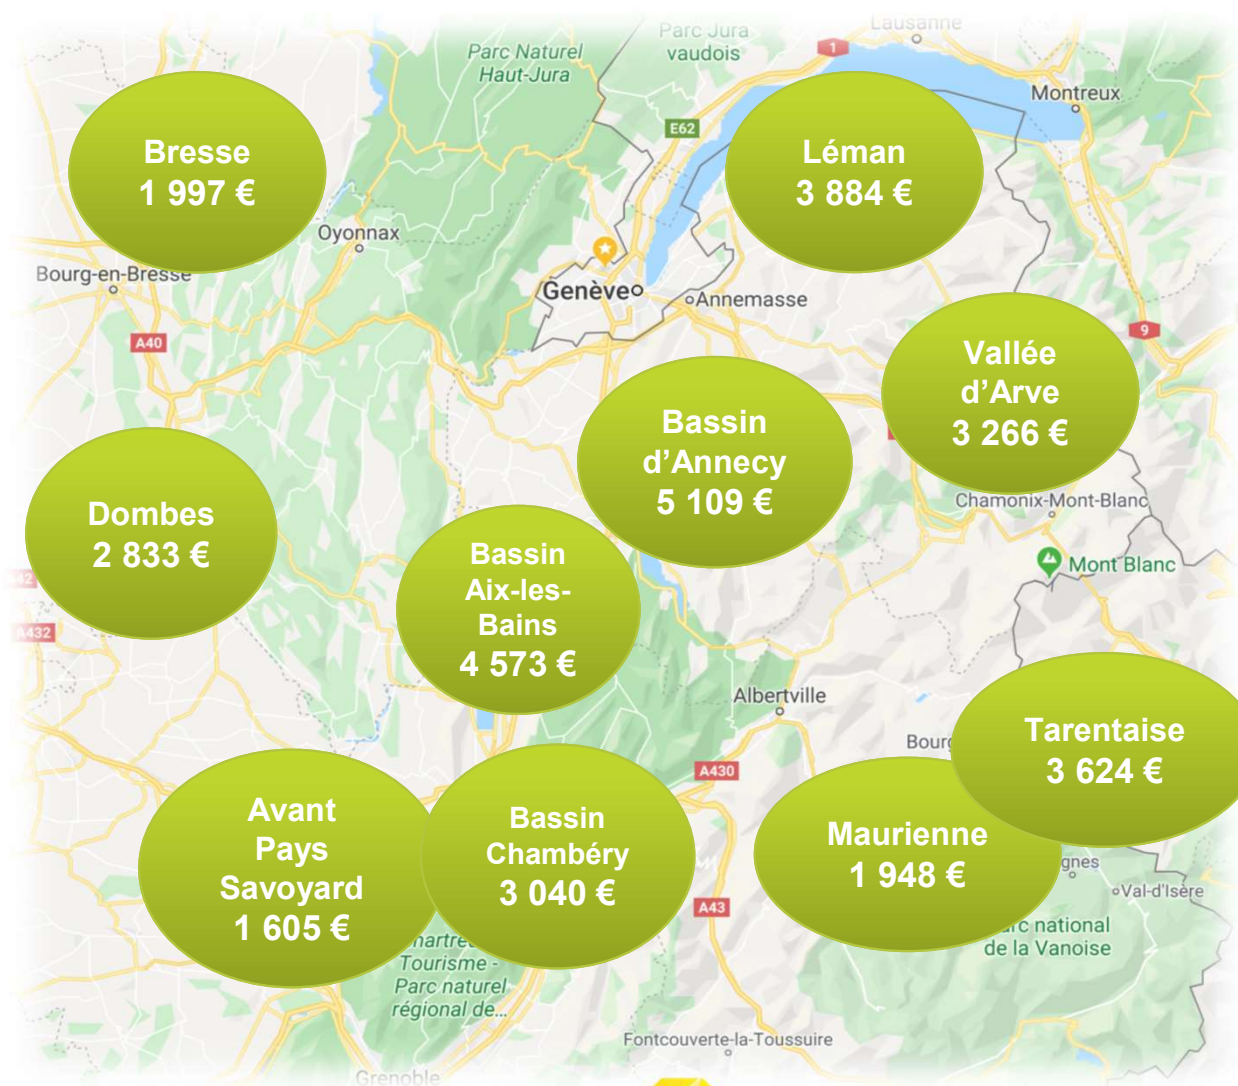 Lausanne
Parc Jura
vaudois
1
Parc Naturel
Haut-Jura
Montreux
E62
Bresse
1 997 €
Léman
3 884 €
Oyonnax
Bourg-en-Bresse
Genève
Annemasse
A40
9
Vallée
d’Arve
3 266 €
Bassin
d’Annecy
5 109 €
Chamonix-Mont-Blanc
Dombes
2 833 €
Bassin
Aix-les-
Bains
4 573 €
Mont Blanc
A432
Albertville
Tarentaise
3 624 €
A430
Avant
Pays
Savoyard
1 605 €
Bassin
Chambéry
3 040 €
Maurienne
1 948 €
Val-d'Isère
A43
national
de la Vanoise
Tourisme -
Parc naturel
régional de...
Fontcouverte-la-Toussuire
Grenoble